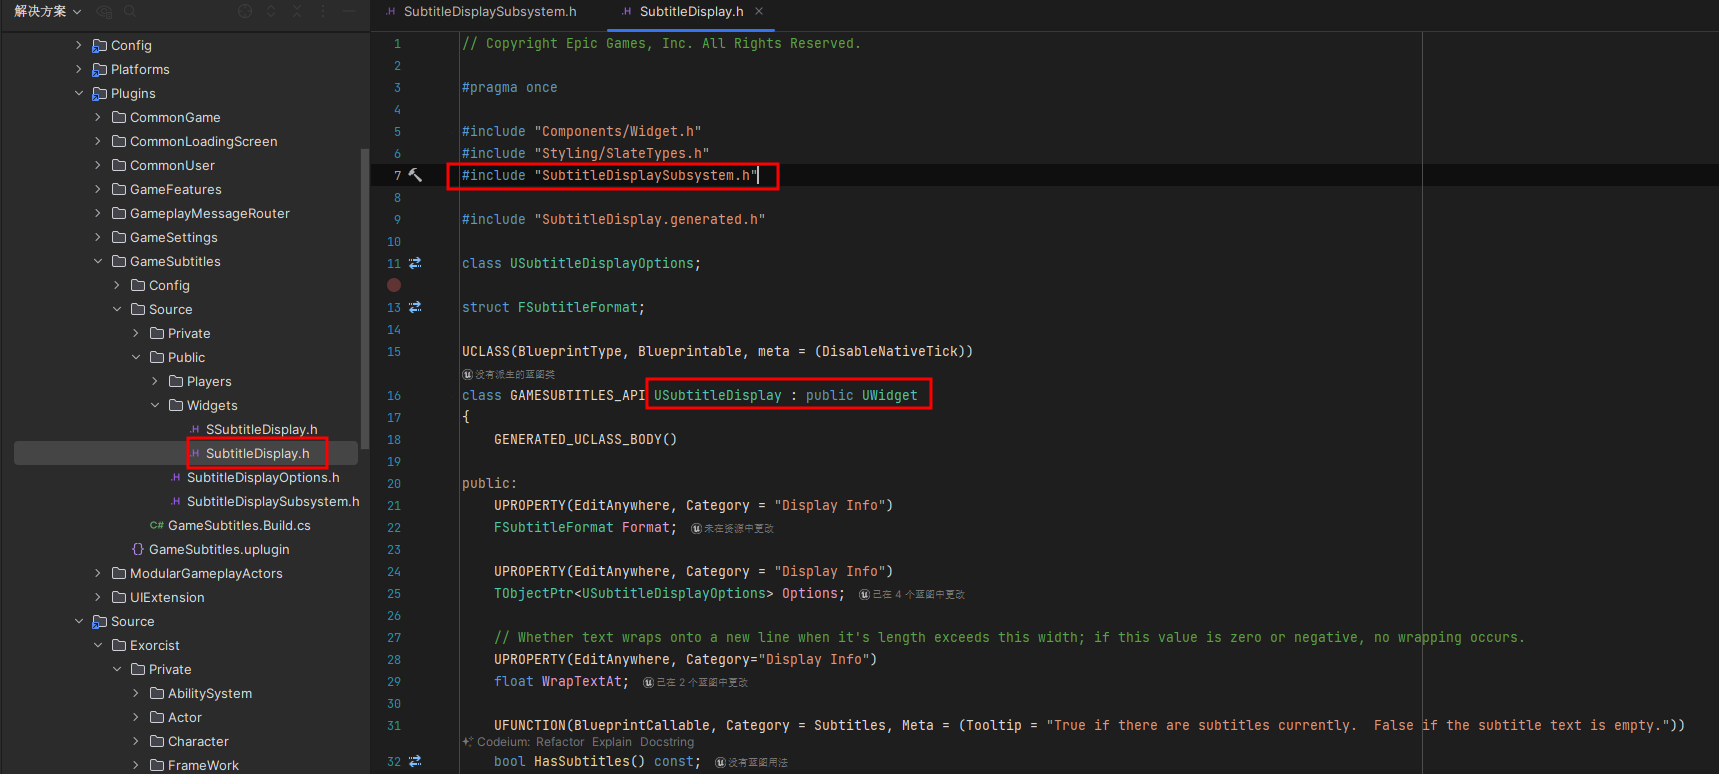 解决方案
Config
Platforms
Plugins
CommonGame
CommonLoadingScreen
CommonUser
GameFeatures
GameplayMessageRouter
GameSettings
GameSubtitles
Config
Source
Private
Public
Players
Widgets
.H SSubtitleDisplay.h
.H SubtitleDisplay.h
.H SubtitleDisplayOptions.h
.H SubtitleDisplaySubsystem.h
C# GameSubtitles.Build.cs
{} GameSubtitles.uplugin
ModularGameplayActors
UIExtension
Source
Exorcist
Private
AbilitySystem
Actor
Character
FrameWork
.H SubtitleDisplaySubsystem.h
.H SubtitleDisplay.h ×
1 // Copyright Epic Games, Inc. All Rights Reserved.
2
3 #pragma once
4
5 #include "Components/Widget.h"
6 #include "Styling/SlateTypes.h"
7 #include "SubtitleDisplaySubsystem.h"
8
9 #include "SubtitleDisplay.generated.h"
10
11 class USubtitleDisplayOptions;
13 struct FSubtitleFormat;
14
15 UCLASS(BlueprintType, Blueprintable, meta = (DisableNativeTick))
没有派生的蓝图类
16 class GAMESUBTITLES_API USubtitleDisplay : public UWidget
17 {
18 GENERATED_UCLASS_BODY()
19
20 public:
21 UPROPERTY(EditAnywhere, Category = "Display Info")
22 FSubtitleFormat Format; 未在资源中更改
23
24 UPROPERTY(EditAnywhere, Category = "Display Info")
25 TObjectPtr<USubtitleDisplayOptions> Options; 已在 4 个蓝图中更改
26
27 // Whether text wraps onto a new line when it's length exceeds this width; if this value is zero or negative, no wrapping occurs.
28 UPROPERTY(EditAnywhere, Category="Display Info")
29 float WrapTextAt; 已在 2 个蓝图中更改
30
31 UFUNCTION(BlueprintCallable, Category = Subtitles, Meta = (Tooltip = "True if there are subtitles currently.  False if the subtitle text is empty."))
Codeium: Refactor Explain Docstring
32 bool HasSubtitles() const; 没有蓝图用法